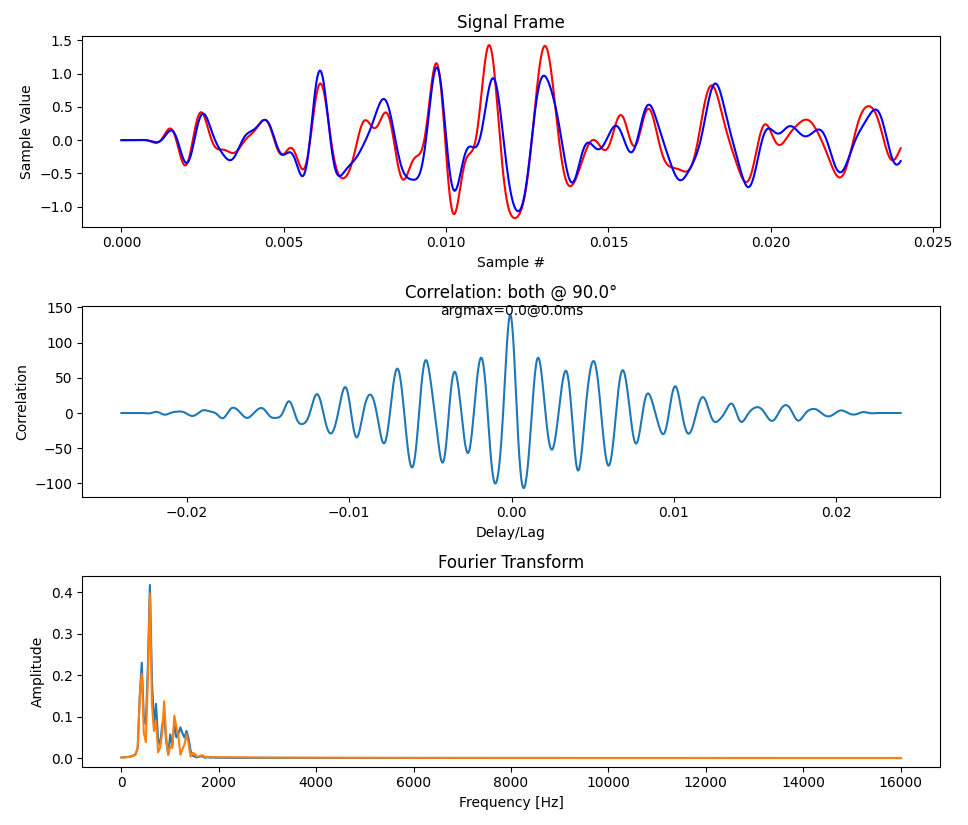 Signal Frame
1.5
1.0
0.5
0.0
−0.5
−1.0
Sample Value
0.000 0.005 0.010 0.015 0.020 0.025
Sample #
Correlation: both @ 90.0°
argmax=0.0@0.0ms
150
100
50
0
−50
−100
Correlation
−0.02 −0.01 0.00 0.01 0.02
Delay/Lag
Fourier Transform
0.4
0.3
0.2
0.1
0.0
Amplitude
0 2000 4000 6000 8000 10000 12000 14000 16000
Frequency [Hz]